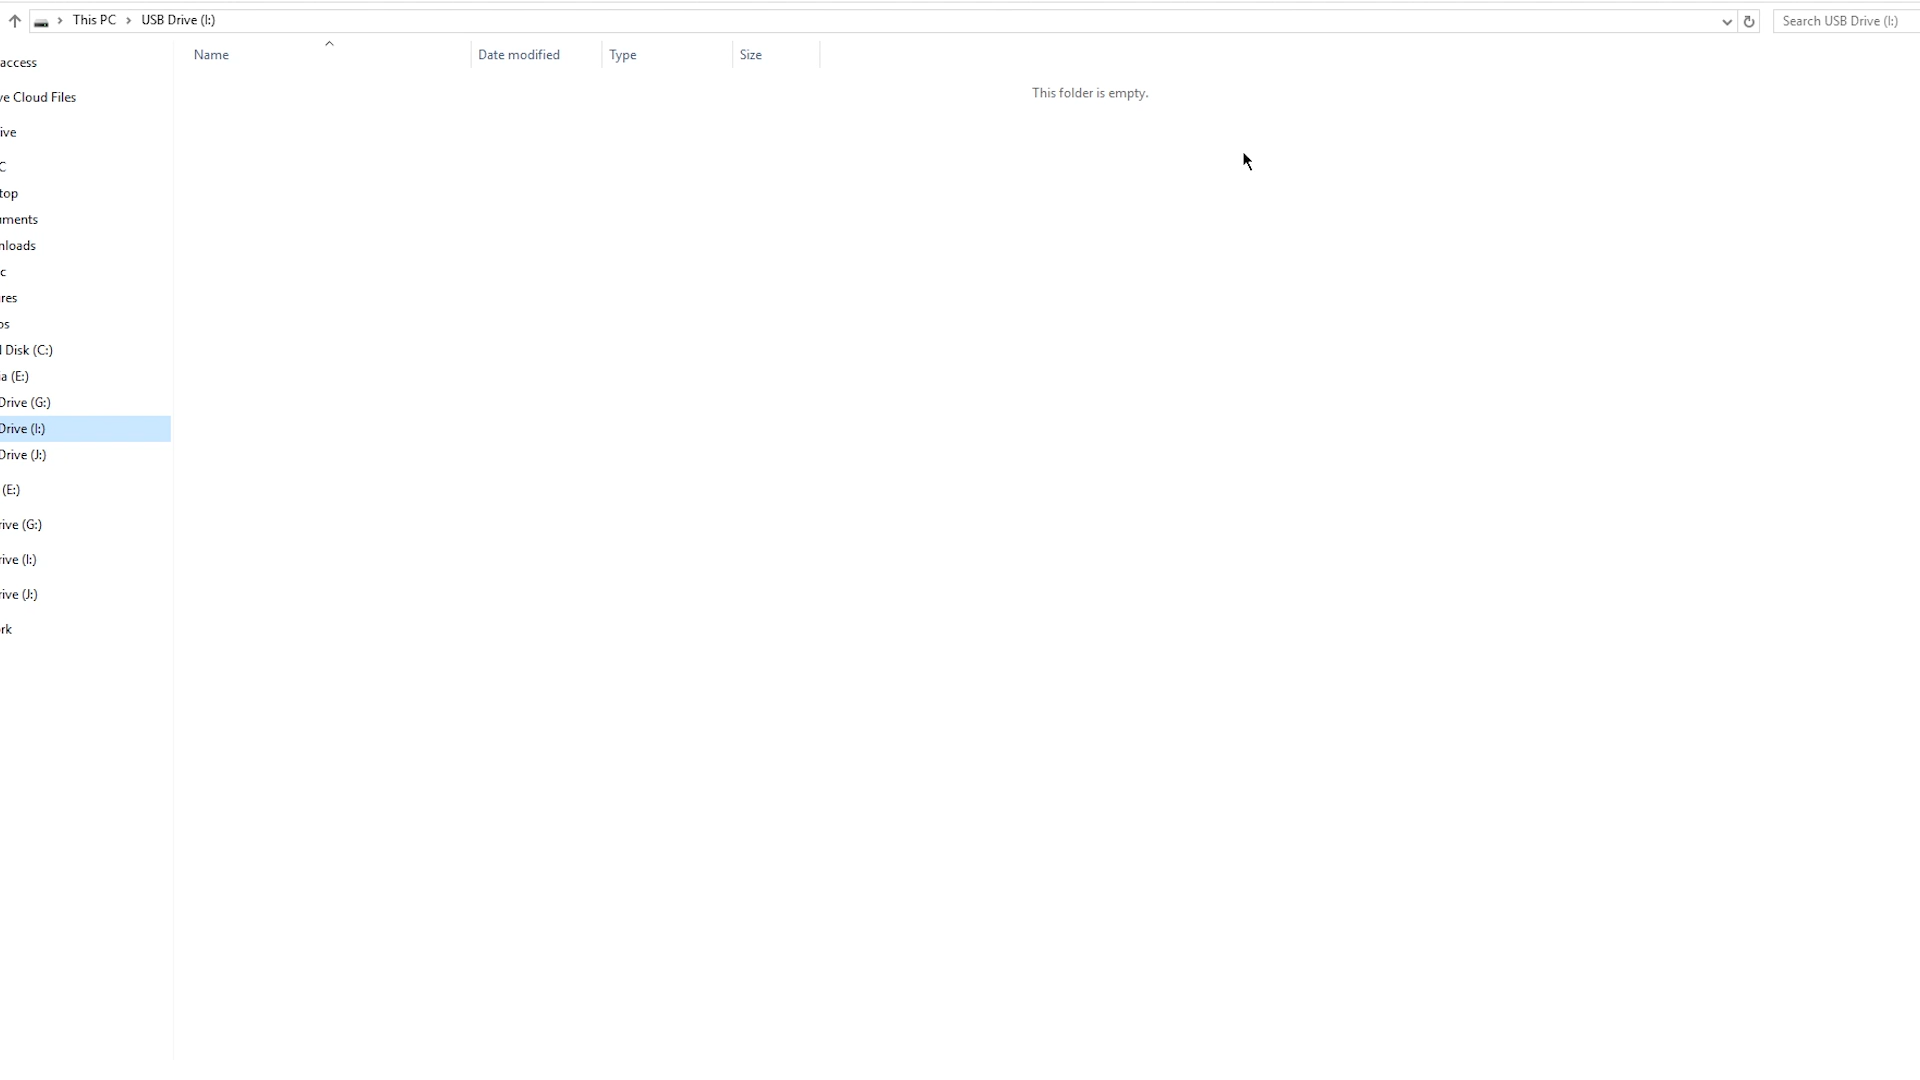 This PC > USB Drive (I:)
Search USB Drive (I:)
Name Date modified Type Size
This folder is empty.
access
ve Cloud Files
ive
C
top
uments
nloads
c
res
os
l Disk (C:)
ia (E:)
Drive (G:)
Drive (I:)
Drive (J:)
(E:)
rive (G:)
rive (I:)
rive (J:)
rk